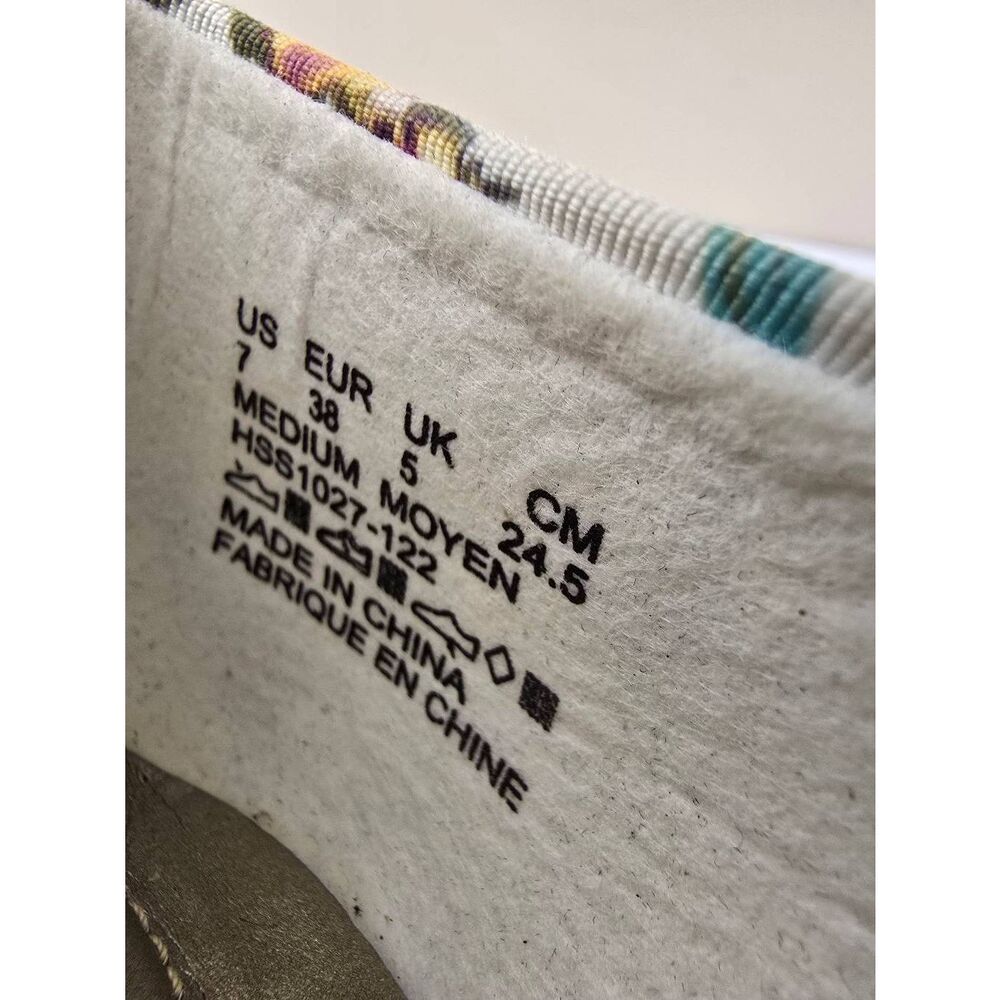 US EUR UK CM
7 38 5 24.5
MEDIUM MOYEN
HSS1027-122
MADE IN CHINA
FABRIQUE EN CHINE